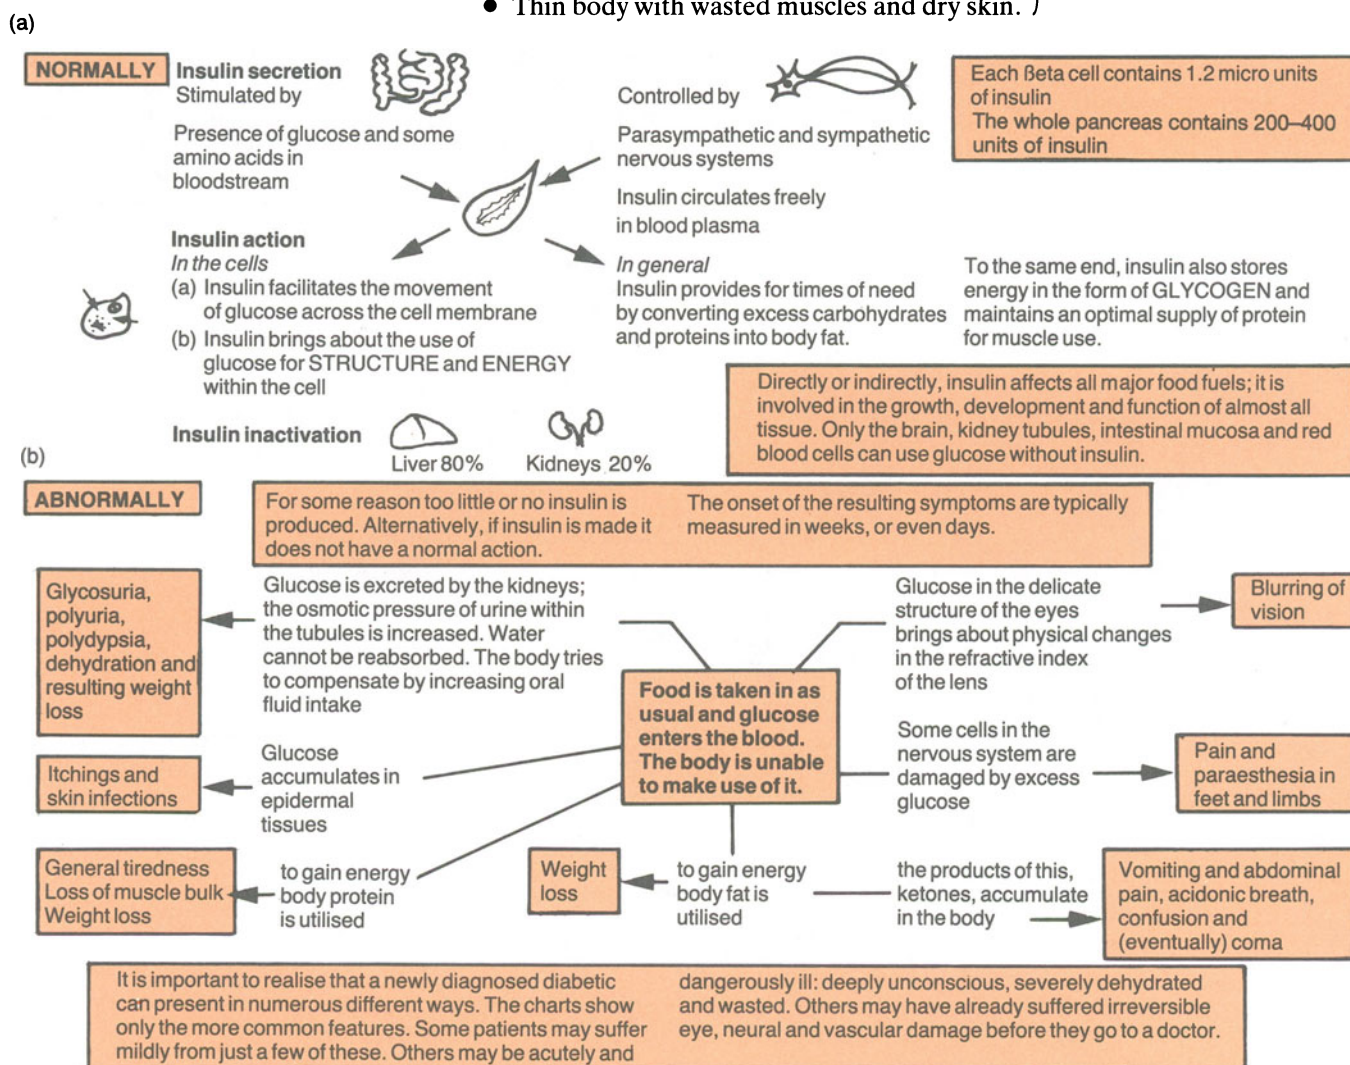 • Thin body with wasted muscles and dry skin. )
(a)
NORMALLY
Insulin secretion
Stimulated by
Presence of glucose and some
amino acids in
bloodstream
Controlled by
Parasympathetic and sympathetic
nervous systems
Insulin circulates freely
in blood plasma
Each Beta cell contains 1.2 micro units
of insulin
The whole pancreas contains 200–400
units of insulin
Insulin action
In the cells
(a) Insulin facilitates the movement
of glucose across the cell membrane
(b) Insulin brings about the use of
glucose for STRUCTURE and ENERGY
within the cell
In general
Insulin provides for times of need
by converting excess carbohydrates
and proteins into body fat.
To the same end, insulin also stores
energy in the form of GLYCOGEN and
maintains an optimal supply of protein
for muscle use.
Directly or indirectly, insulin affects all major food fuels; it is
involved in the growth, development and function of almost all
tissue. Only the brain, kidney tubules, intestinal mucosa and red
blood cells can use glucose without insulin.
Insulin inactivation
Liver 80%
Kidneys 20%
(b)
ABNORMALLY
For some reason too little or no insulin is
produced. Alternatively, if insulin is made it
does not have a normal action.
The onset of the resulting symptoms are typically
measured in weeks, or even days.
Glycosuria,
polyuria,
polydypsia,
dehydration and
resulting weight
loss
Glucose is excreted by the kidneys;
the osmotic pressure of urine within
the tubules is increased. Water
cannot be reabsorbed. The body tries
to compensate by increasing oral
fluid intake
Glucose in the delicate
structure of the eyes
brings about physical changes
in the refractive index
of the lens
Blurring of
vision
Food is taken in as
usual and glucose
enters the blood.
The body is unable
to make use of it.
Itchings and
skin infections
Glucose
accumulates in
epidermal
tissues
Some cells in the
nervous system are
damaged by excess
glucose
Pain and
paraesthesia in
feet and limbs
General tiredness
Loss of muscle bulk
Weight loss
to gain energy
body protein
is utilised
Weight
loss
to gain energy
body fat is
utilised
the products of this,
ketones, accumulate
in the body
Vomiting and abdominal
pain, acidonic breath,
confusion and
(eventually) coma
It is important to realise that a newly diagnosed diabetic
can present in numerous different ways. The charts show
only the more common features. Some patients may suffer
mildly from just a few of these. Others may be acutely and
dangerously ill: deeply unconscious, severely dehydrated
and wasted. Others may have already suffered irreversible
eye, neural and vascular damage before they go to a doctor.